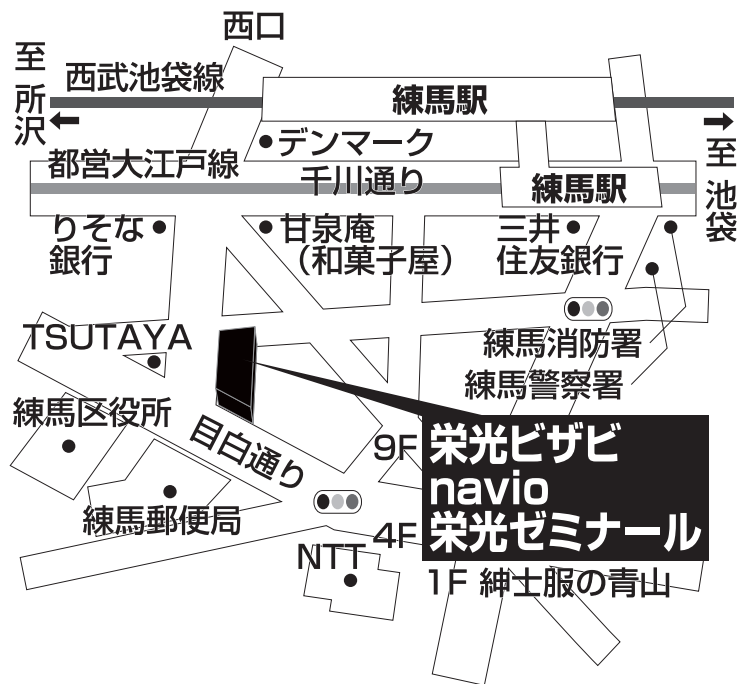 西口
至 所沢
西武池袋線
練馬駅
至 池袋
デンマーク
都営大江戸線
千川通り
練馬駅
りそな
銀行
甘泉庵
（和菓子屋）
三井
住友銀行
TSUTAYA
練馬消防署
練馬警察署
練馬区役所
目白通り
9F 栄光ビザビ
navio
4F 栄光ゼミナール
練馬郵便局
NTT
1F 紳士服の青山